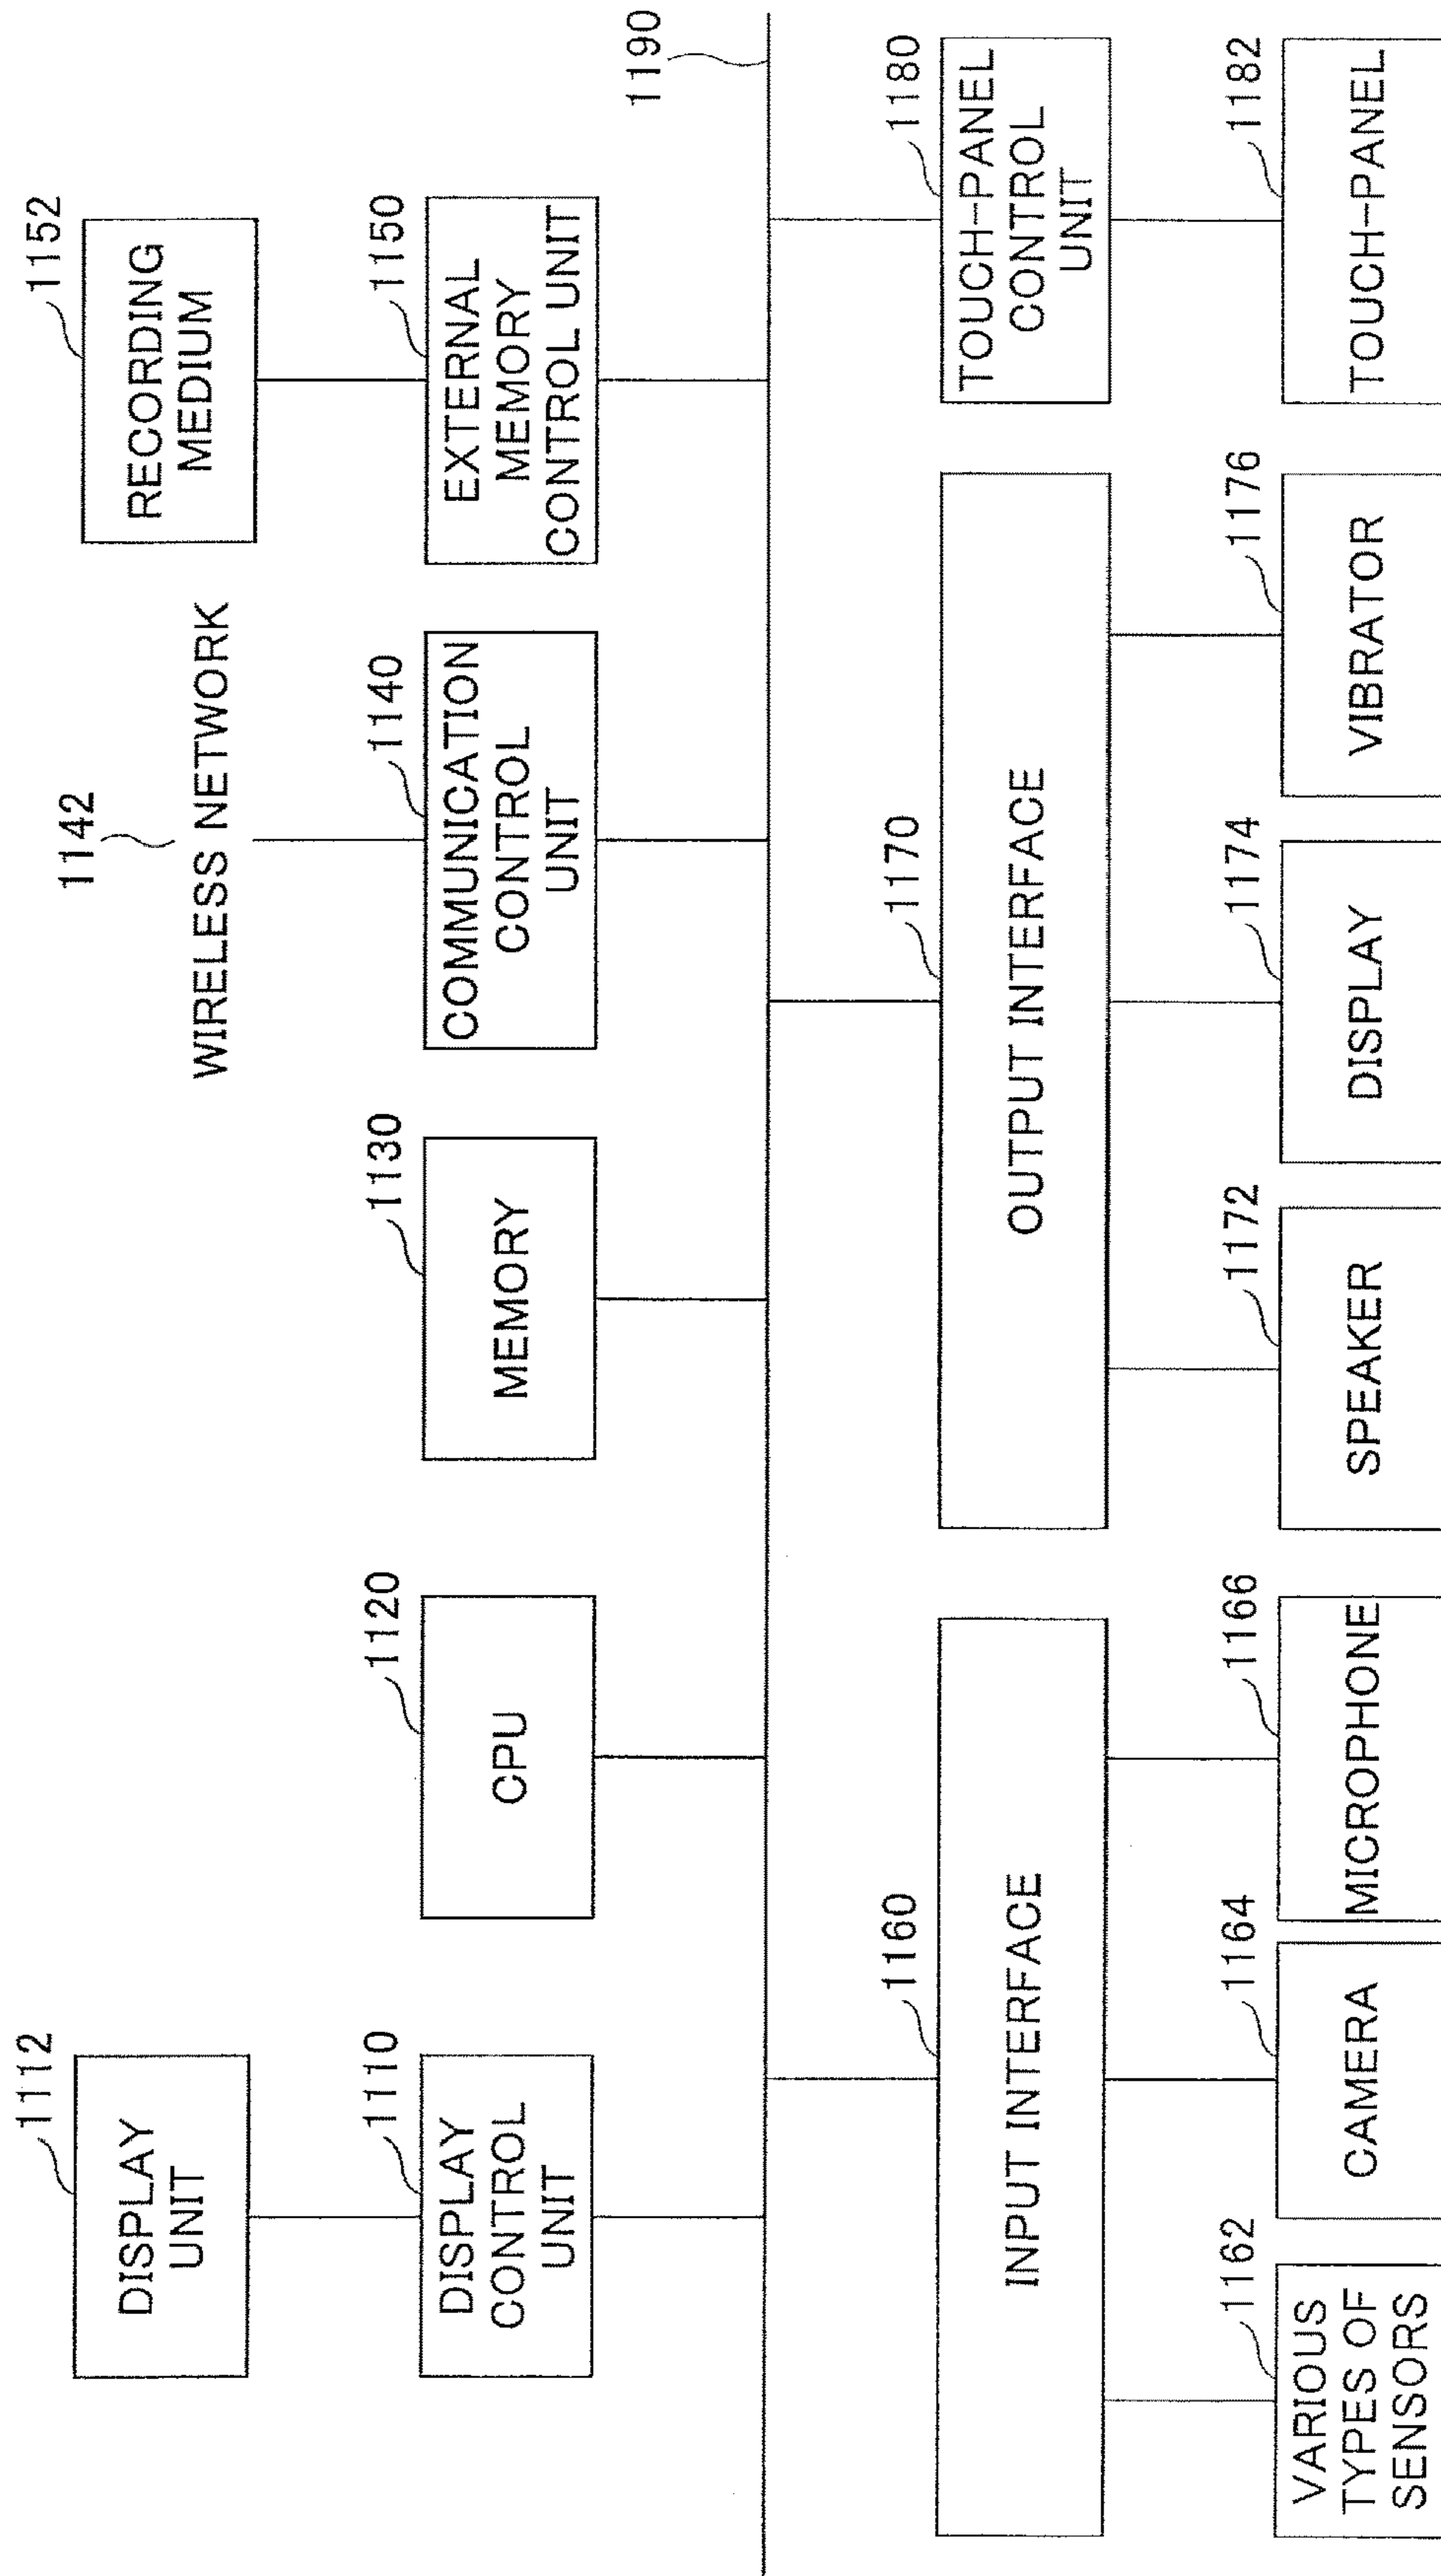 1112
DISPLAY
UNIT
1110
DISPLAY
CONTROL
UNIT
1120
CPU
1130
MEMORY
1142
WIRELESS NETWORK
1140
COMMUNICATION
CONTROL
UNIT
1152
RECORDING
MEDIUM
1150
EXTERNAL
MEMORY
CONTROL UNIT
1190
1160
INPUT INTERFACE
1170
OUTPUT INTERFACE
1180
TOUCH-PANEL
CONTROL
UNIT
1162
VARIOUS
TYPES OF
SENSORS
1164
CAMERA
1166
MICROPHONE
1172
SPEAKER
1174
DISPLAY
1176
VIBRATOR
1182
TOUCH-PANEL